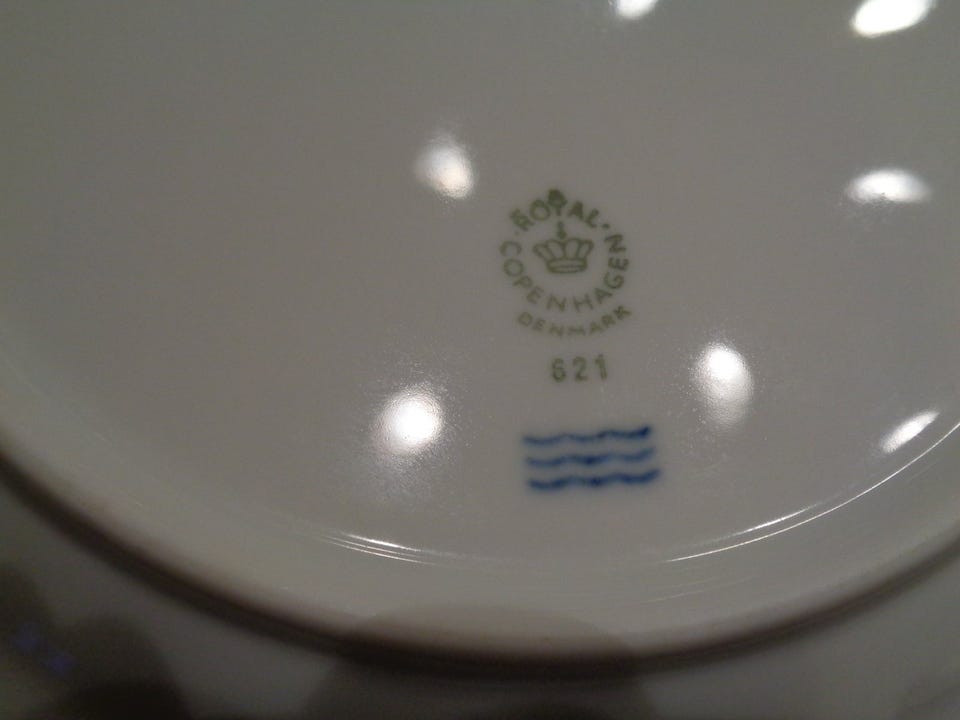 ROYAL
COPENHAGEN
DENMARK
621